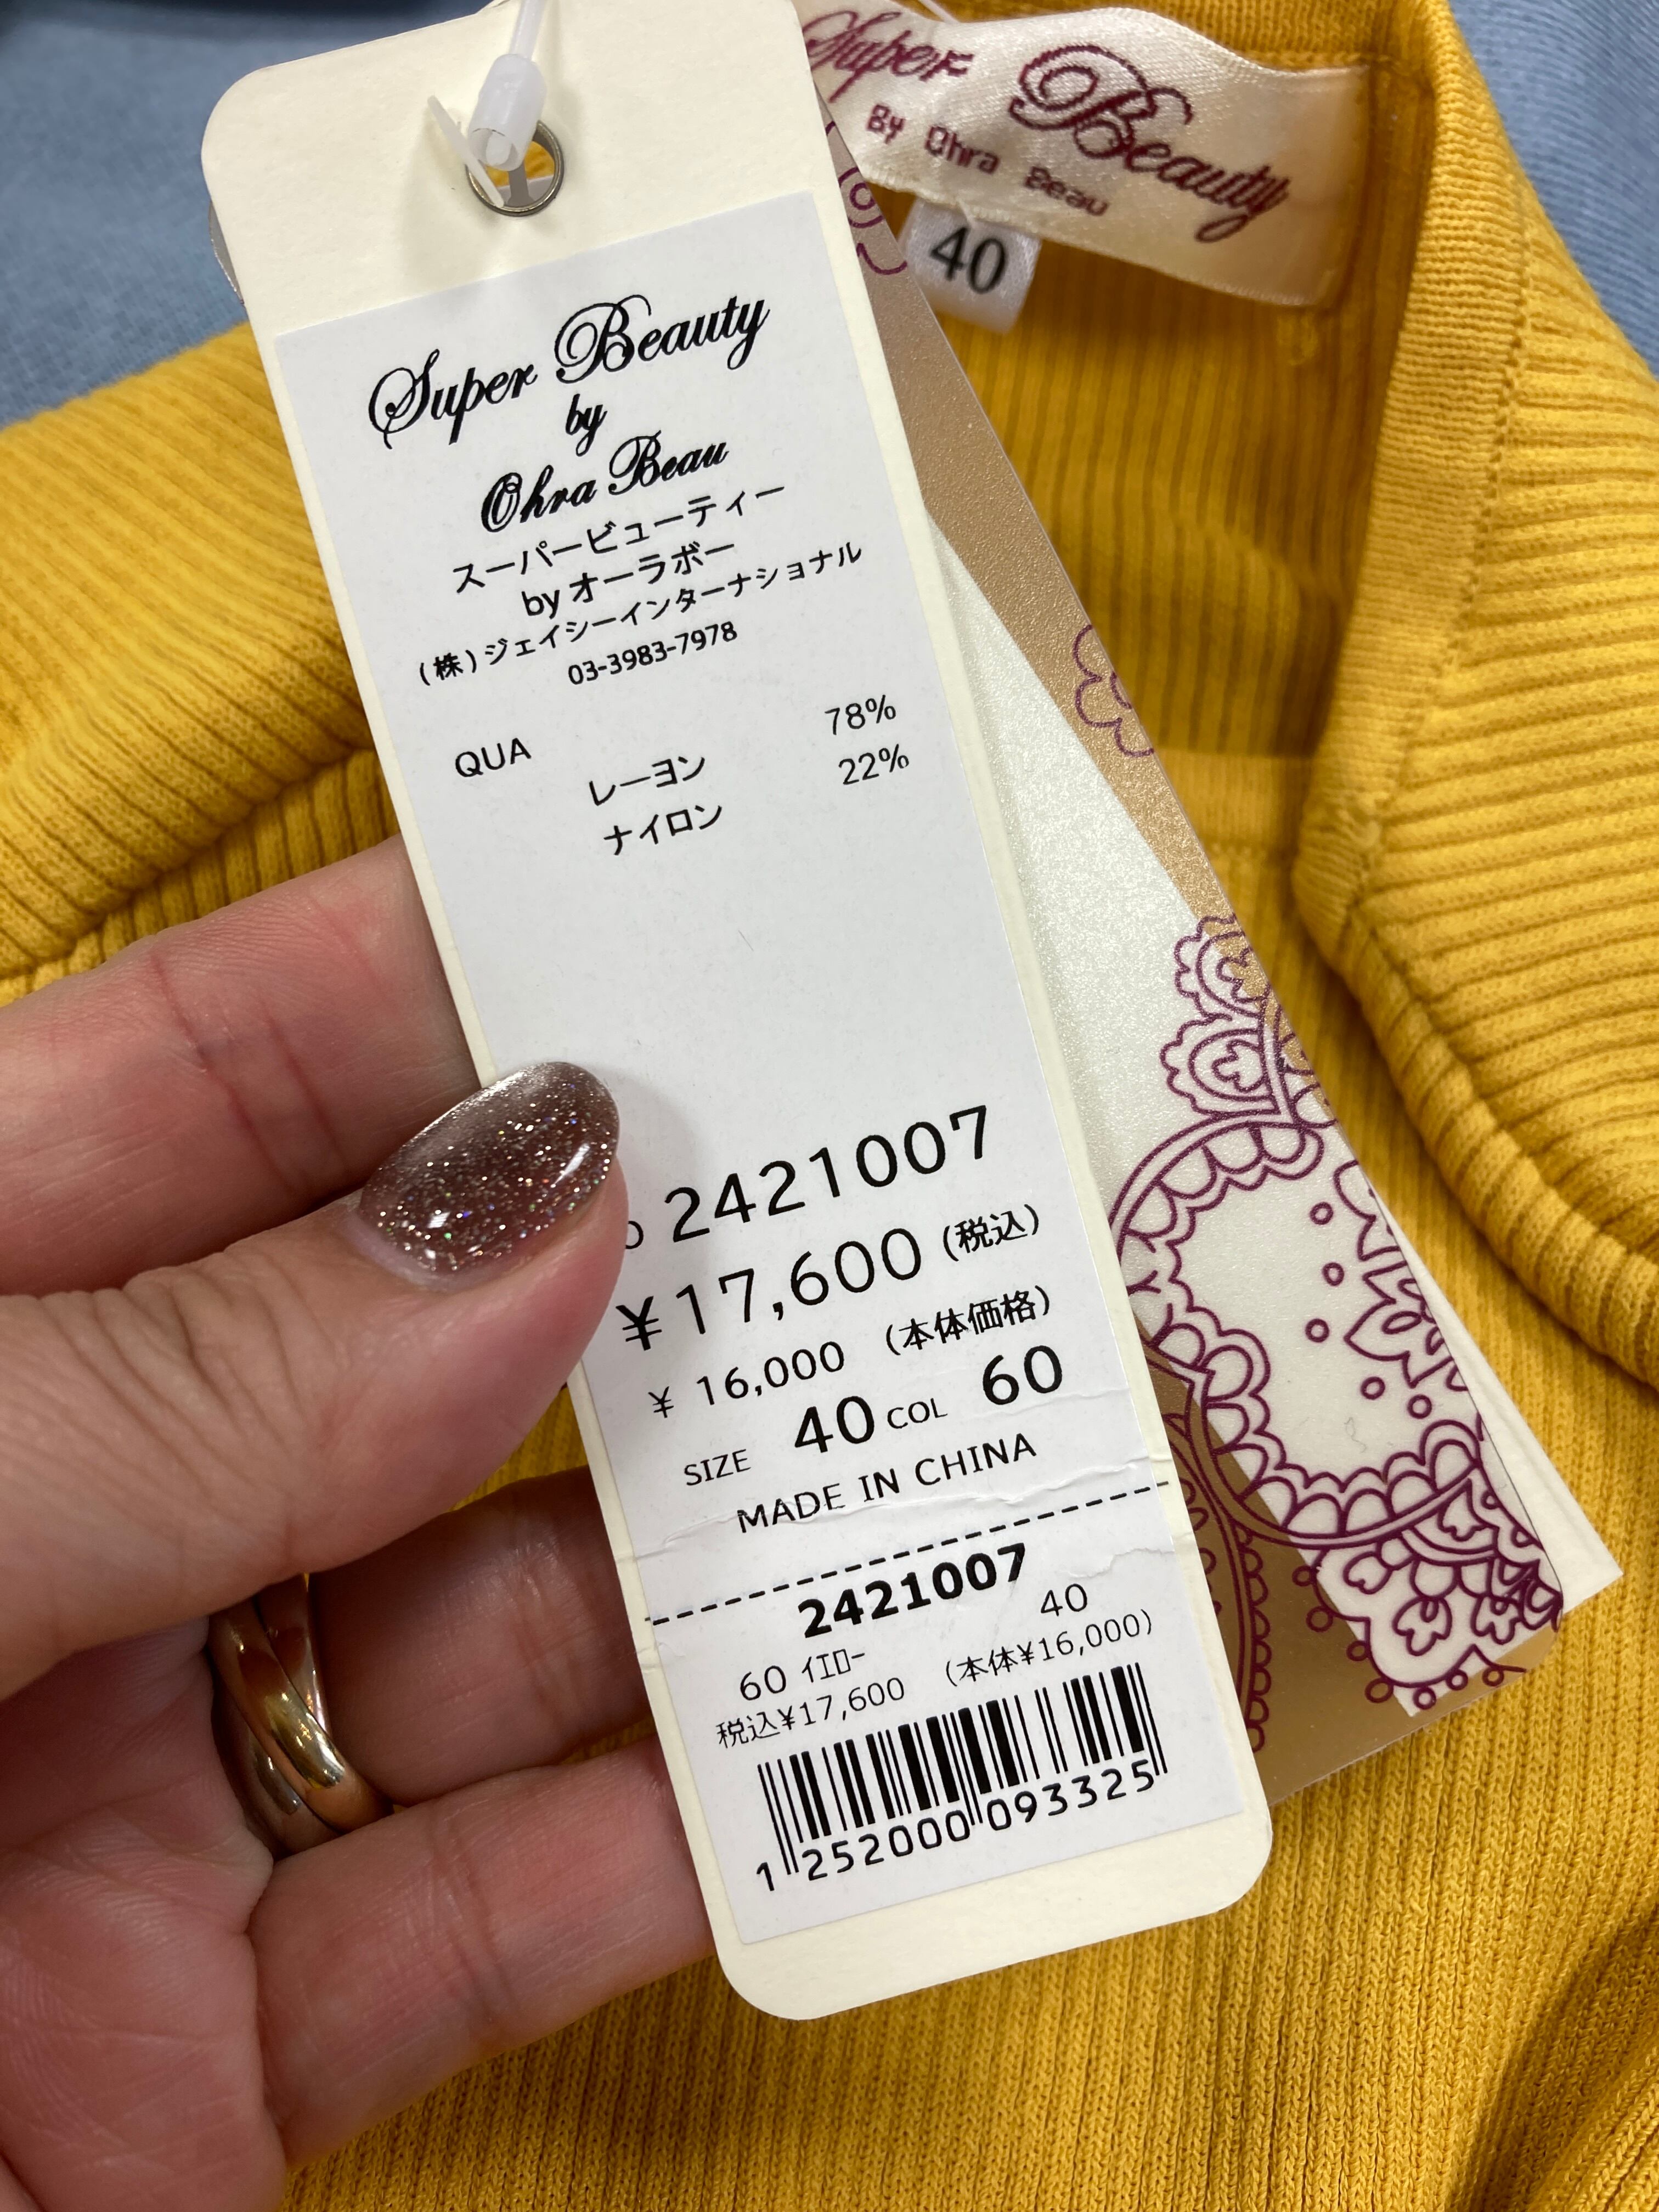 Super Beauty
By Ohra Beau
40
Super Beauty
by
Ohra Beau
スーパービューティー
by オーラボー
(株)ジェイシーインターナショナル
03-3983-7978
QUA
レーヨン 78%
ナイロン 22%
2421007
¥17,600 (税込)
¥ 16,000 (本体価格)
SIZE 40 COL 60
MADE IN CHINA
2421007
60 イエロー 40
税込¥17,600 (本体¥16,000)
1 252000 093325